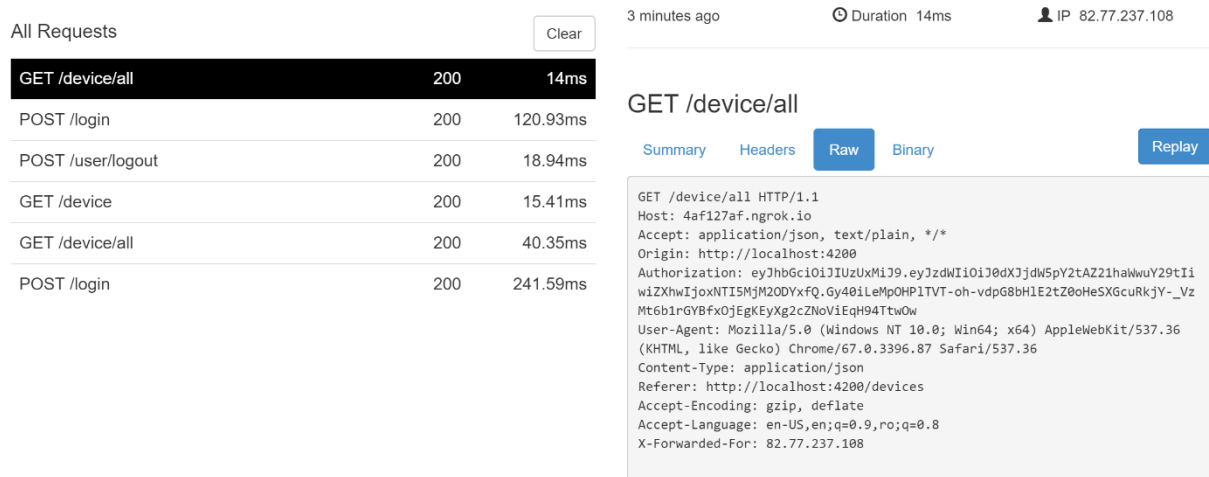 All Requests
Clear
GET /device/all 200 14ms
POST /login 200 120.93ms
POST /user/logout 200 18.94ms
GET /device 200 15.41ms
GET /device/all 200 40.35ms
POST /login 200 241.59ms
3 minutes ago Duration 14ms IP 82.77.237.108
GET /device/all
Summary Headers Raw Binary Replay
GET /device/all HTTP/1.1
Host: 4af127af.ngrok.io
Accept: application/json, text/plain, */*
Origin: http://localhost:4200
Authorization: eyJhbGciOiJIUzUxMiJ9.eyJzdWIiOiJ0dXJjdW5pY2tAZ21haWwuY29tIi
wiZXhwIjoxNTI5MjM2ODYxfQ.Gy40iLeMpOHPlTVT-oh-vdpG8bHlE2tZ0oHeSXGcuRkjY-_Vz
Mt6b1rGYBfxOjEgKEyXg2cZNoViEqH94TtwOw
User-Agent: Mozilla/5.0 (Windows NT 10.0; Win64; x64) AppleWebKit/537.36
(KHTML, like Gecko) Chrome/67.0.3396.87 Safari/537.36
Content-Type: application/json
Referer: http://localhost:4200/devices
Accept-Encoding: gzip, deflate
Accept-Language: en-US,en;q=0.9,ro;q=0.8
X-Forwarded-For: 82.77.237.108